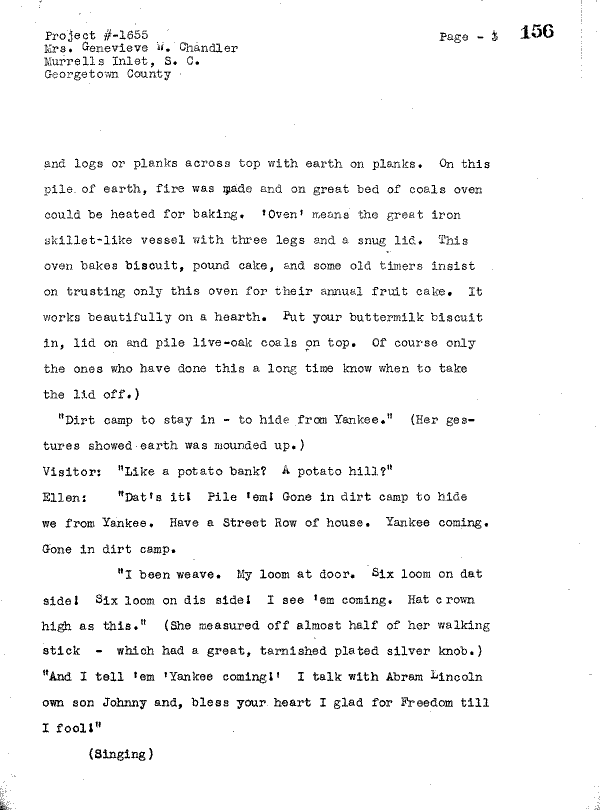 Project #-1655
Mrs. Genevieve W. Chandler
Murrells Inlet, S. C.
Georgetown County
Page - 3 156
and logs or planks across top with earth on planks. On this
pile of earth, fire was made and on great bed of coals oven
could be heated for baking. 'Oven' means the great iron
skillet-like vessel with three legs and a snug lid. This
oven bakes biscuit, pound cake, and some old timers insist
on trusting only this oven for their annual fruit cake. It
works beautifully on a hearth. Put your buttermilk biscuit
in, lid on and pile live-oak coals on top. Of course only
the ones who have done this a long time know when to take
the lid off.)
"Dirt camp to stay in - to hide from Yankee." (Her ges-
tures showed earth was mounded up.)
Visitor: "Like a potato bank? A potato hill?"
Ellen: "Dat's it! Pile 'em! Gone in dirt camp to hide
we from Yankee. Have a Street Row of house. Yankee coming.
Gone in dirt camp.
"I been weave. My loom at door. Six loom on dat
side! Six loom on dis side! I see 'em coming. Hat crown
high as this." (She measured off almost half of her walking
stick - which had a great, tarnished plated silver knob.)
"And I tell 'em 'Yankee coming!' I talk with Abram Lincoln
own son Johnny and, bless your heart I glad for Freedom till
I fool!"
(Singing)